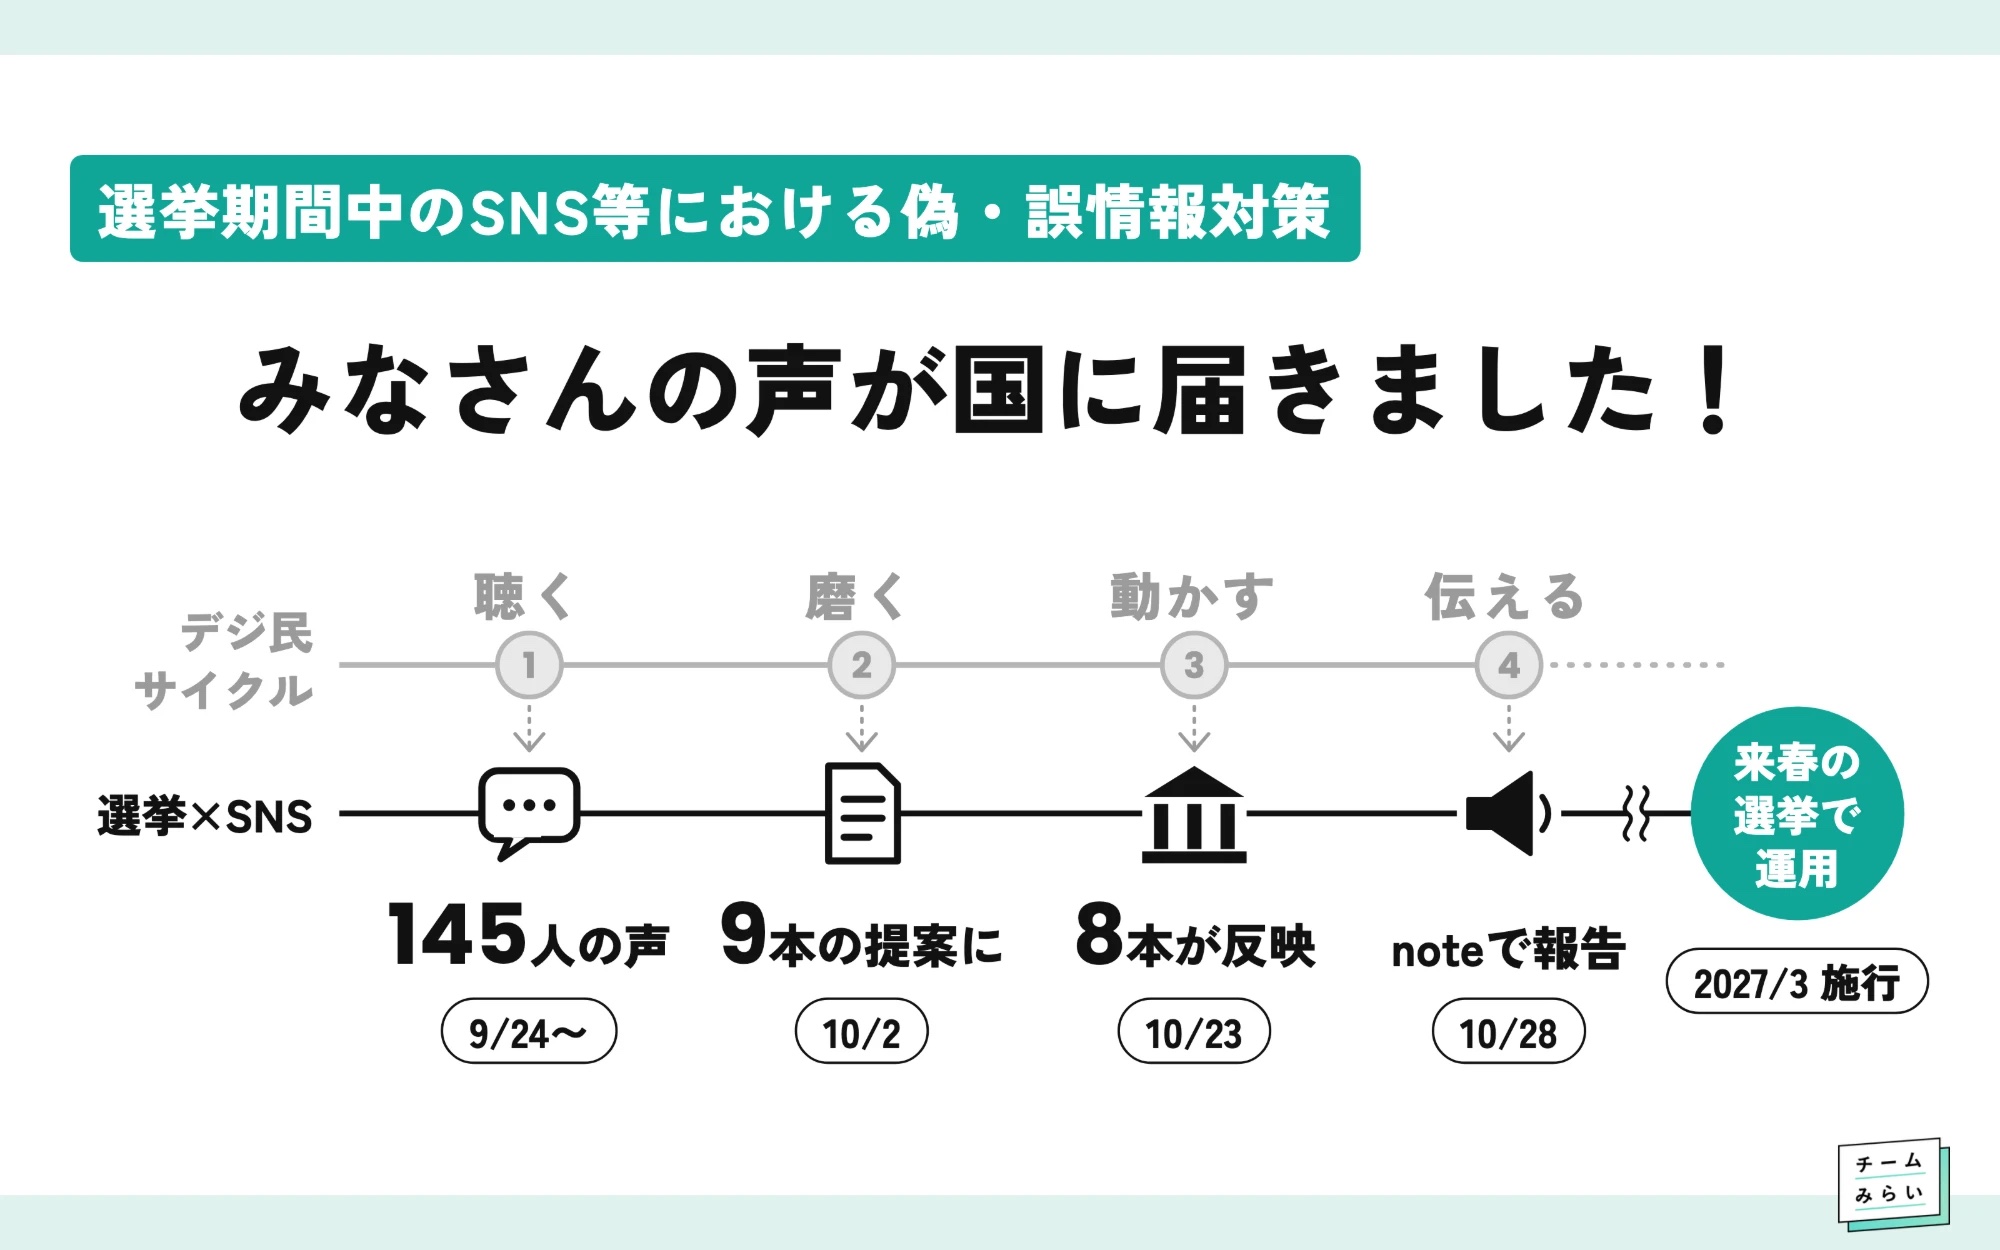 選挙期間中のSNS等における偽・誤情報対策
みなさんの声が国に届きました！
デジ民
サイクル
聴く
磨く
動かす
伝える
1
2
3
4
選挙×SNS
来春の
選挙で
運用
145人の声
9本の提案に
8本が反映
noteで報告
2027/3 施行
9/24〜
10/2
10/23
10/28
チーム
みらい